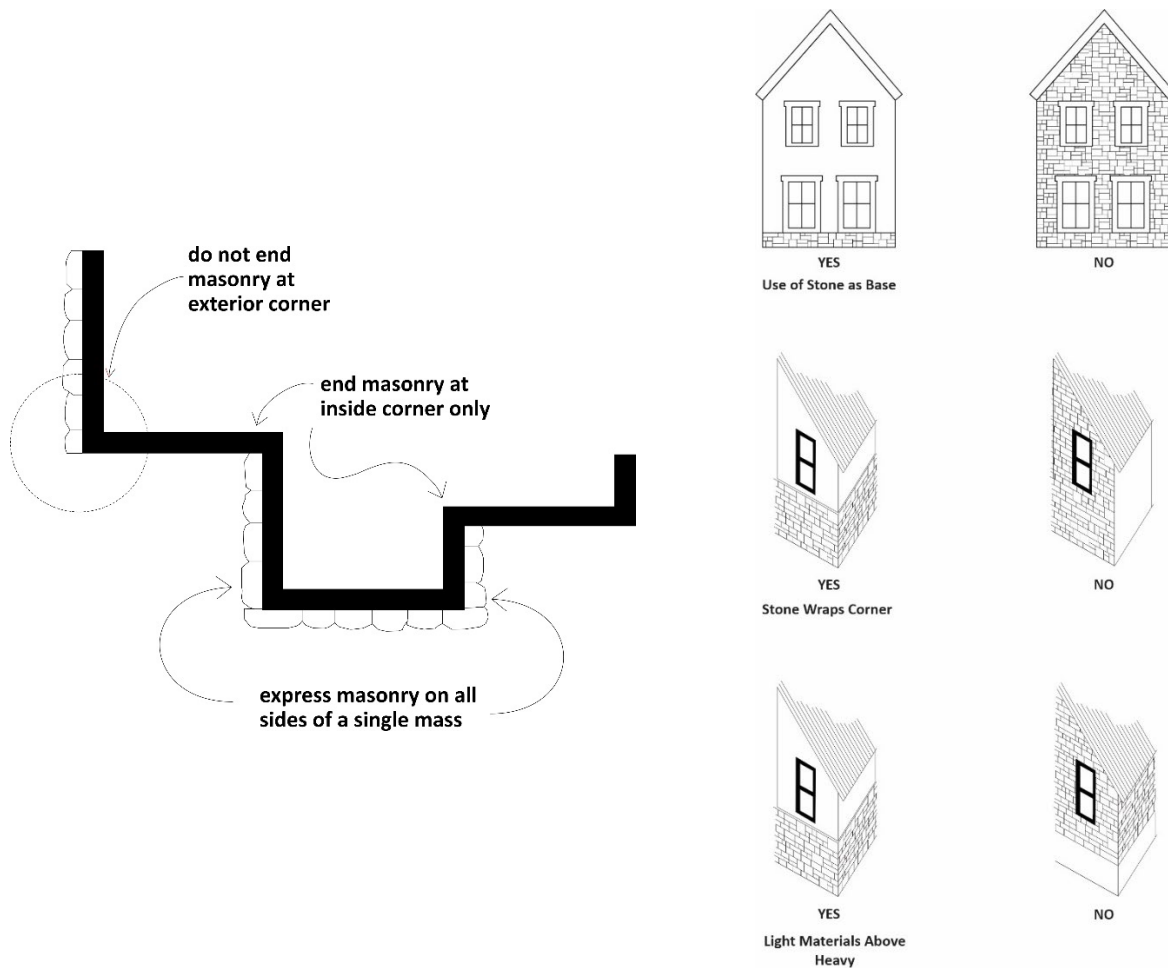 do not end
masonry at
exterior corner
end masonry at
inside corner only
express masonry on all
sides of a single mass
YES
NO
Use of Stone as Base
YES
NO
Stone Wraps Corner
YES
NO
Light Materials Above
Heavy